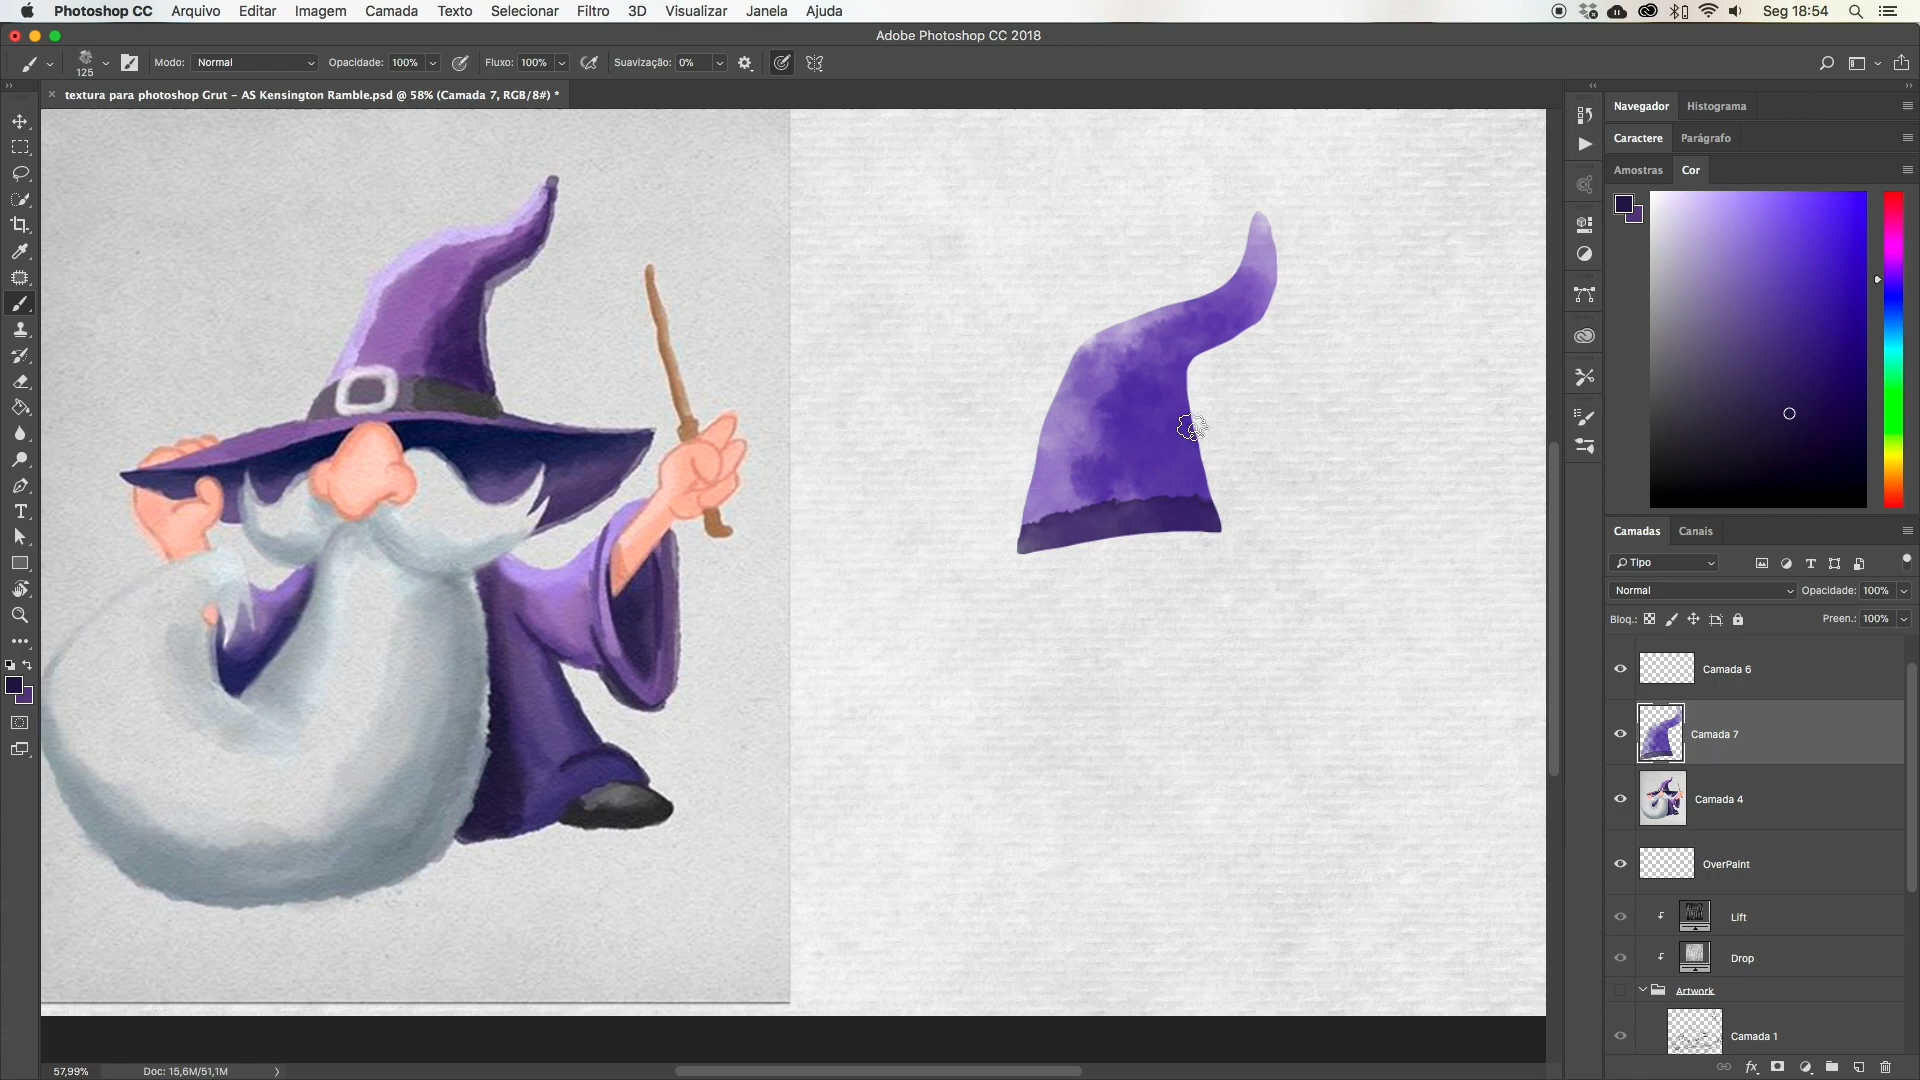 Photoshop CC Arquivo Editar Imagem Camada Texto Selecionar Filtro 3D Visualizar Janela Ajuda Seg 18:54
Adobe Photoshop CC 2018
125 Modo: Normal Opacidade: 100% Fluxo: 100% Suavização: 0%
textura para photoshop Grut – AS Kensington Ramble.psd @ 58% (Camada 7, RGB/8#) *
Navegador Histograma
Caractere Parágrafo
Amostras Cor
Camadas Canais
Tipo
Normal Opacidade: 100%
Bloq.: Preen.: 100%
Camada 6
Camada 7
Camada 4
OverPaint
Lift
Drop
Artwork
Camada 1
57,99% Doc: 15,6M/51,1M